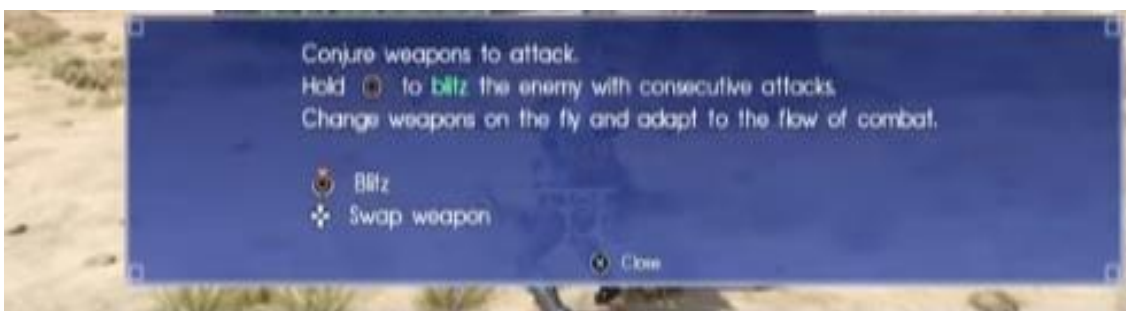 Conjure weapons to attack.
Hold to blitz the enemy with consecutive attacks.
Change weapons on the fly and adapt to the flow of combat.
Blitz
Swap weapon
Close